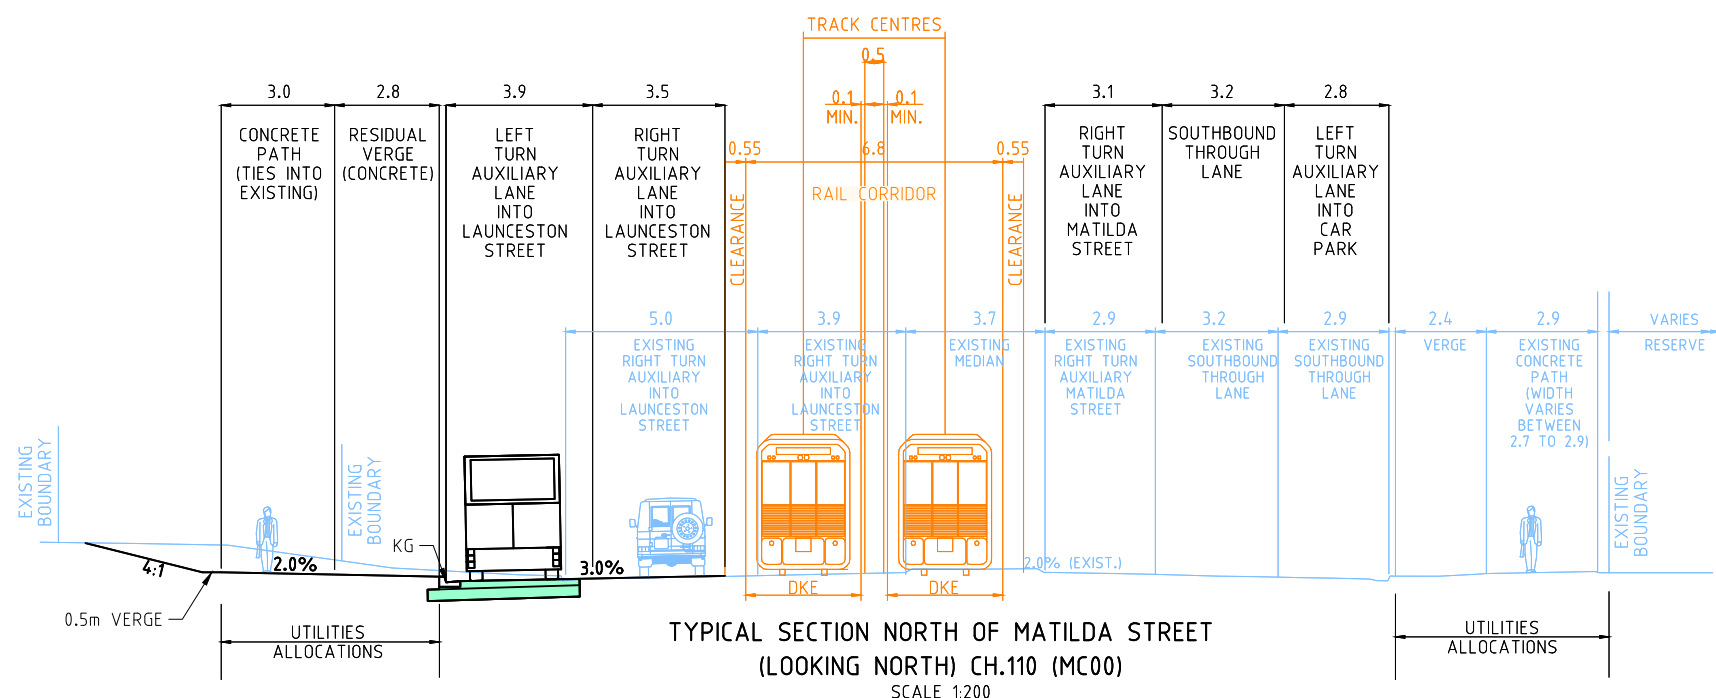 TRACK CENTRES
0.5
3.0
2.8
3.9
3.5
0.1
MIN.
0.1
MIN.
3.1
3.2
2.8
CONCRETE
PATH
(TIES INTO
EXISTING)
RESIDUAL
VERGE
(CONCRETE)
LEFT
TURN
AUXILIARY
LANE
INTO
LAUNCESTON
STREET
RIGHT
TURN
AUXILIARY
LANE
INTO
LAUNCESTON
STREET
0.55
6.8
0.55
RAIL CORRIDOR
CLEARANCE
CLEARANCE
RIGHT
TURN
AUXILIARY
LANE
INTO
MATILDA
STREET
SOUTHBOUND
THROUGH
LANE
LEFT
TURN
AUXILIARY
LANE
INTO
CAR
PARK
5.0
3.9
3.7
2.9
3.2
2.9
2.4
2.9
VARIES
EXISTING
RIGHT TURN
AUXILIARY
INTO
LAUNCESTON
STREET
EXISTING
RIGHT TURN
AUXILIARY
INTO
LAUNCESTON
STREET
EXISTING
MEDIAN
EXISTING
RIGHT TURN
AUXILIARY
MATILDA
STREET
EXISTING
SOUTHBOUND
THROUGH
LANE
EXISTING
SOUTHBOUND
THROUGH
LANE
VERGE
EXISTING
CONCRETE
PATH
(WIDTH
VARIES
BETWEEN
2.7 TO 2.9)
RESERVE
EXISTING
BOUNDARY
EXISTING
BOUNDARY
EXISTING
BOUNDARY
KG
4:1
2.0%
3.0%
2.0% (EXIST.)
DKE
DKE
0.5m VERGE
UTILITIES
ALLOCATIONS
UTILITIES
ALLOCATIONS
TYPICAL SECTION NORTH OF MATILDA STREET
(LOOKING NORTH) CH.110 (MC00)
SCALE 1:200